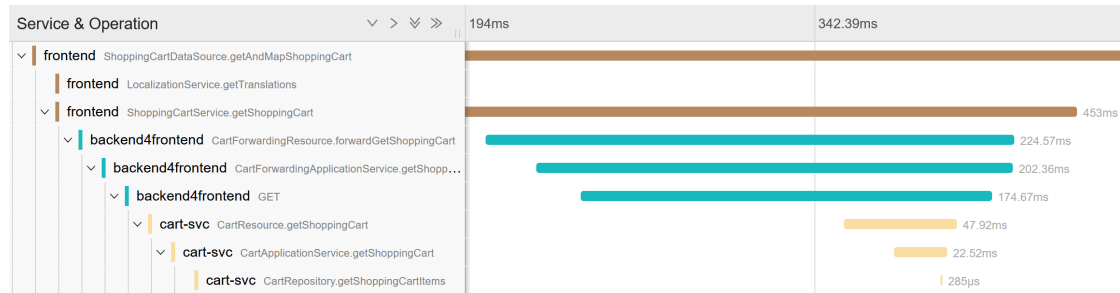 Service & Operation 194ms 342.39ms
frontend ShoppingCartDataSource.getAndMapShoppingCart
frontend LocalizationService.getTranslations
frontend ShoppingCartService.getShoppingCart 453ms
backend4frontend CartForwardingResource.forwardGetShoppingCart 224.57ms
backend4frontend CartForwardingApplicationService.getShopp... 202.36ms
backend4frontend GET 174.67ms
cart-svc CartResource.getShoppingCart 47.92ms
cart-svc CartApplicationService.getShoppingCart 22.52ms
cart-svc CartRepository.getShoppingCartItems 285μs